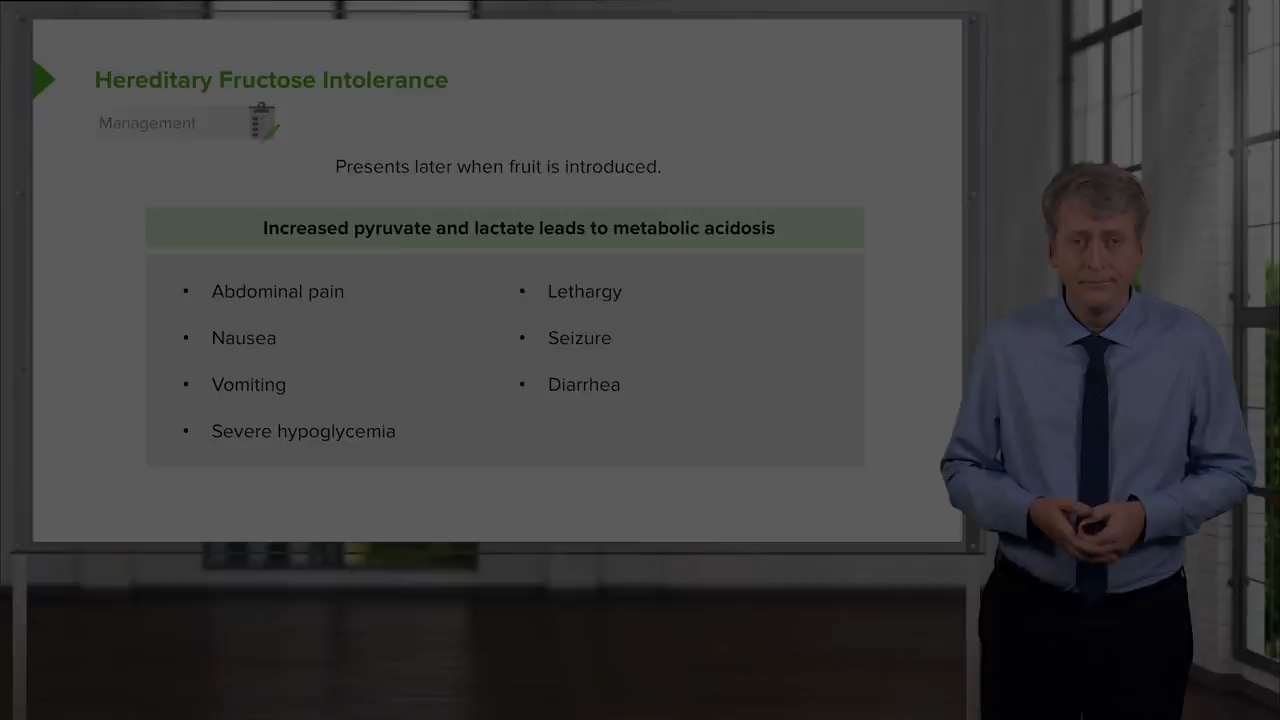 Hereditary Fructose Intolerance
Management
Presents later when fruit is introduced.
Increased pyruvate and lactate leads to metabolic acidosis
• Abdominal pain
• Nausea
• Vomiting
• Severe hypoglycemia
• Lethargy
• Seizure
• Diarrhea